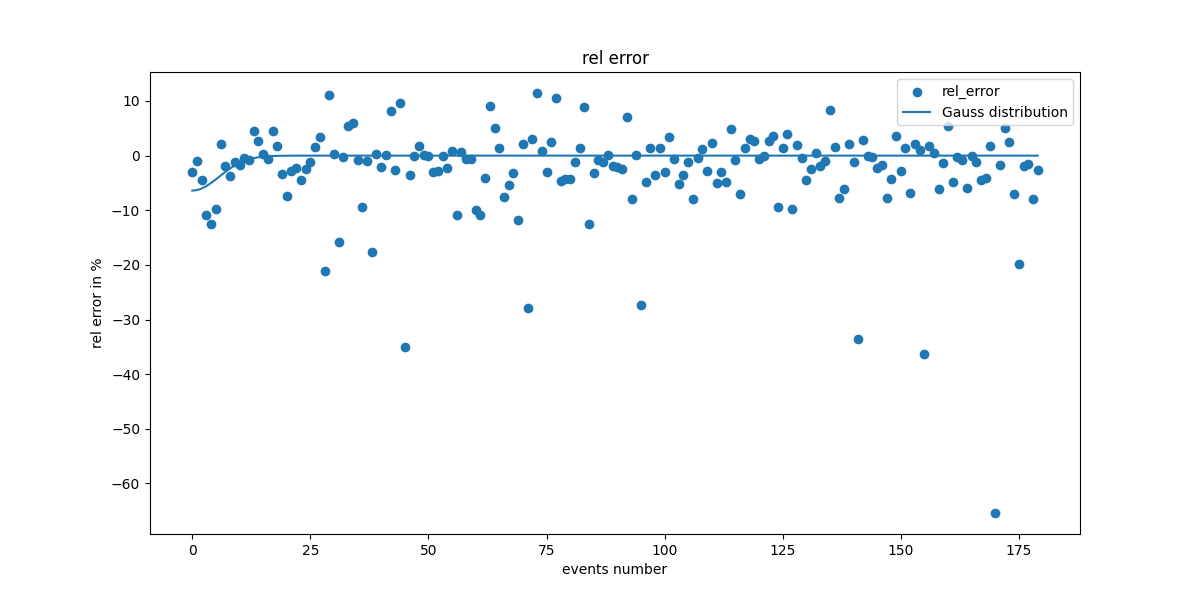 rel error
rel_error
Gauss distribution
rel error in %
10
0
−10
−20
−30
−40
−50
−60
0 25 50 75 100 125 150 175
events number